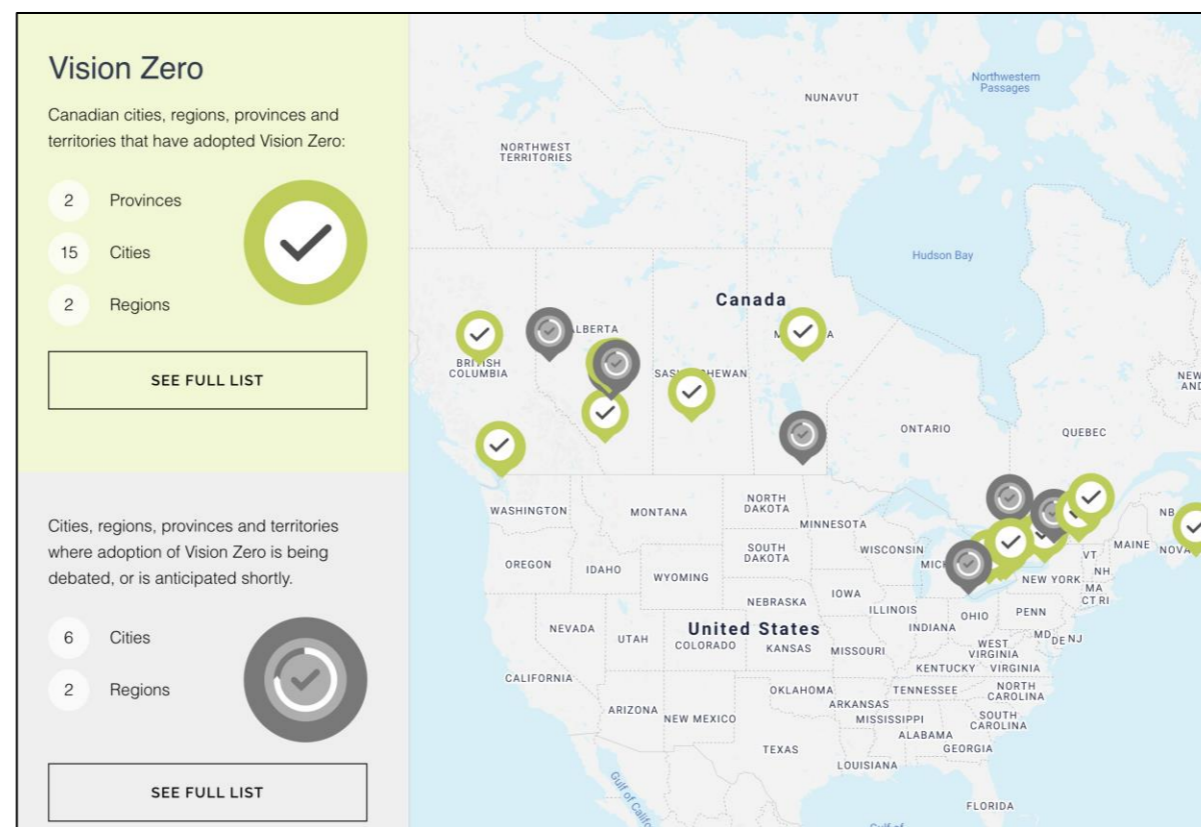 Vision Zero
Canadian cities, regions, provinces and
territories that have adopted Vision Zero:
2 Provinces
15 Cities
2 Regions
SEE FULL LIST
Cities, regions, provinces and territories
where adoption of Vision Zero is being
debated, or is anticipated shortly.
6 Cities
2 Regions
SEE FULL LIST
Northwestern
Passages
NUNAVUT
NORTHWEST
TERRITORIES
Hudson Bay
Canada
ALBERTA
BRITISH
COLUMBIA
ONTARIO
QUEBEC
NB
MAINE
WASHINGTON
MONTANA
NORTH
DAKOTA
MINNESOTA
OREGON
IDAHO
WYOMING
SOUTH
DAKOTA
WISCONSIN
VT
NH
NEW YORK
MA
CT RI
NEBRASKA
IOWA
ILLINOIS
INDIANA
OHIO
PENN
NEVADA
UTAH
United States
COLORADO
KANSAS
MISSOURI
WEST
VIRGINIA
MD
DE NJ
KENTUCKY
VIRGINIA
CALIFORNIA
OKLAHOMA
TENNESSEE
NORTH
CAROLINA
ARIZONA
NEW MEXICO
ARKANSAS
MISSISSIPPI
SOUTH
CAROLINA
ALABAMA
GEORGIA
TEXAS
LOUISIANA
FLORIDA